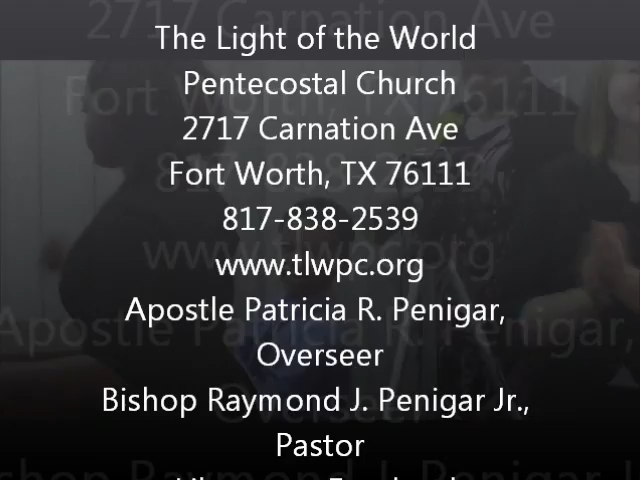 The Light of the World
Pentecostal Church
2717 Carnation Ave
Fort Worth, TX 76111
817-838-2539
www.tlwpc.org
Apostle Patricia R. Penigar,
Overseer
Bishop Raymond J. Penigar Jr.,
Pastor